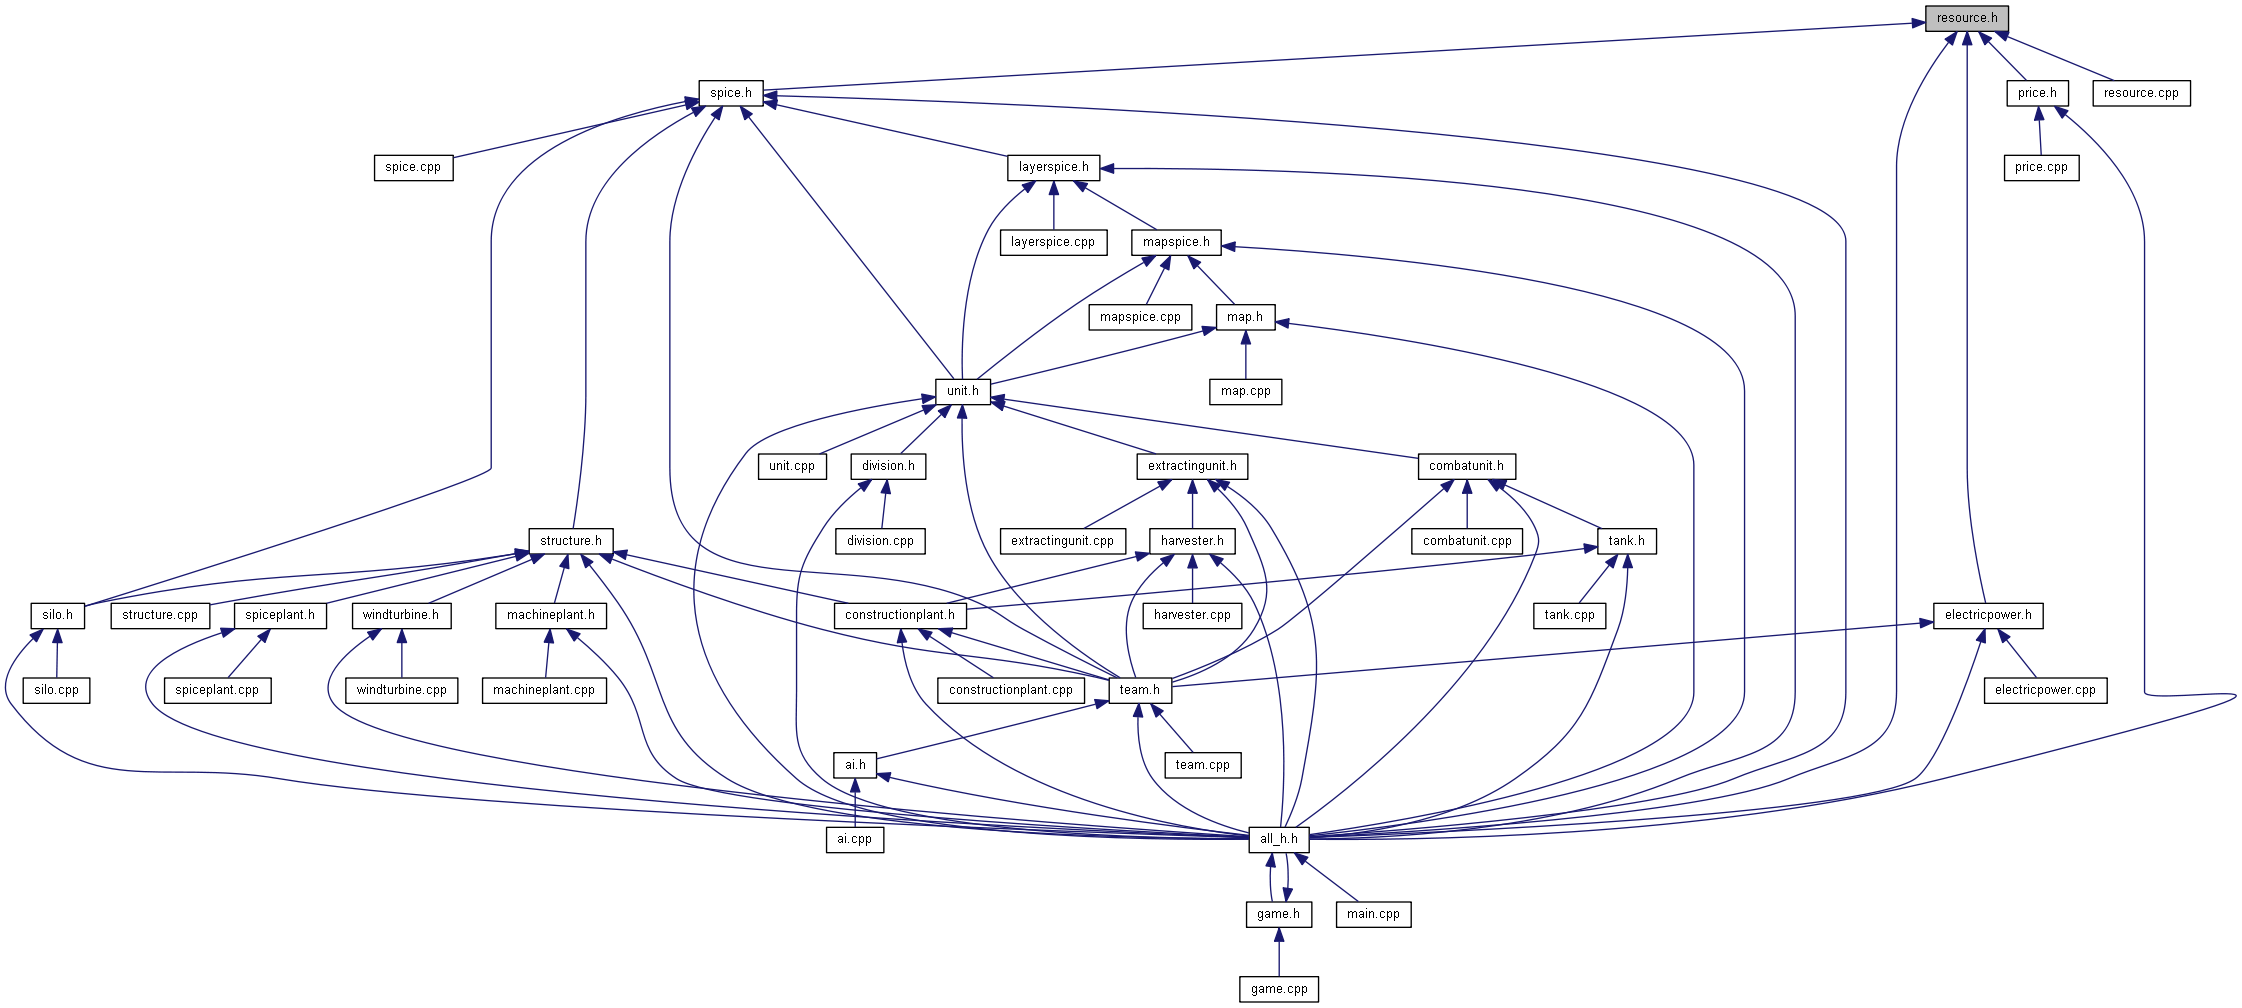 resource.h
spice.h
price.h
resource.cpp
spice.cpp
layerspice.h
price.cpp
layerspice.cpp
mapspice.h
mapspice.cpp
map.h
unit.h
map.cpp
unit.cpp
division.h
extractingunit.h
combatunit.h
structure.h
division.cpp
extractingunit.cpp
harvester.h
combatunit.cpp
tank.h
silo.h
structure.cpp
spiceplant.h
windturbine.h
machineplant.h
constructionplant.h
harvester.cpp
tank.cpp
electricpower.h
silo.cpp
spiceplant.cpp
windturbine.cpp
machineplant.cpp
constructionplant.cpp
team.h
electricpower.cpp
ai.h
team.cpp
ai.cpp
all_h.h
game.h
main.cpp
game.cpp